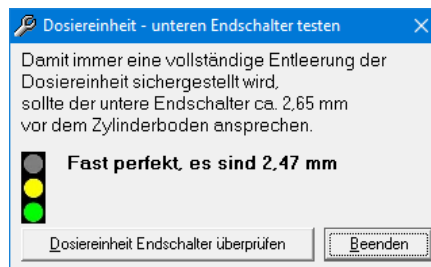 Dosiereinheit - unteren Endschalter testen
Damit immer eine vollständige Entleerung der
Dosiereinheit sichergestellt wird,
sollte der untere Endschalter ca. 2,65 mm
vor dem Zylinderboden ansprechen.
Fast perfekt, es sind 2,47 mm
Dosiereinheit Endschalter überprüfen
Beenden